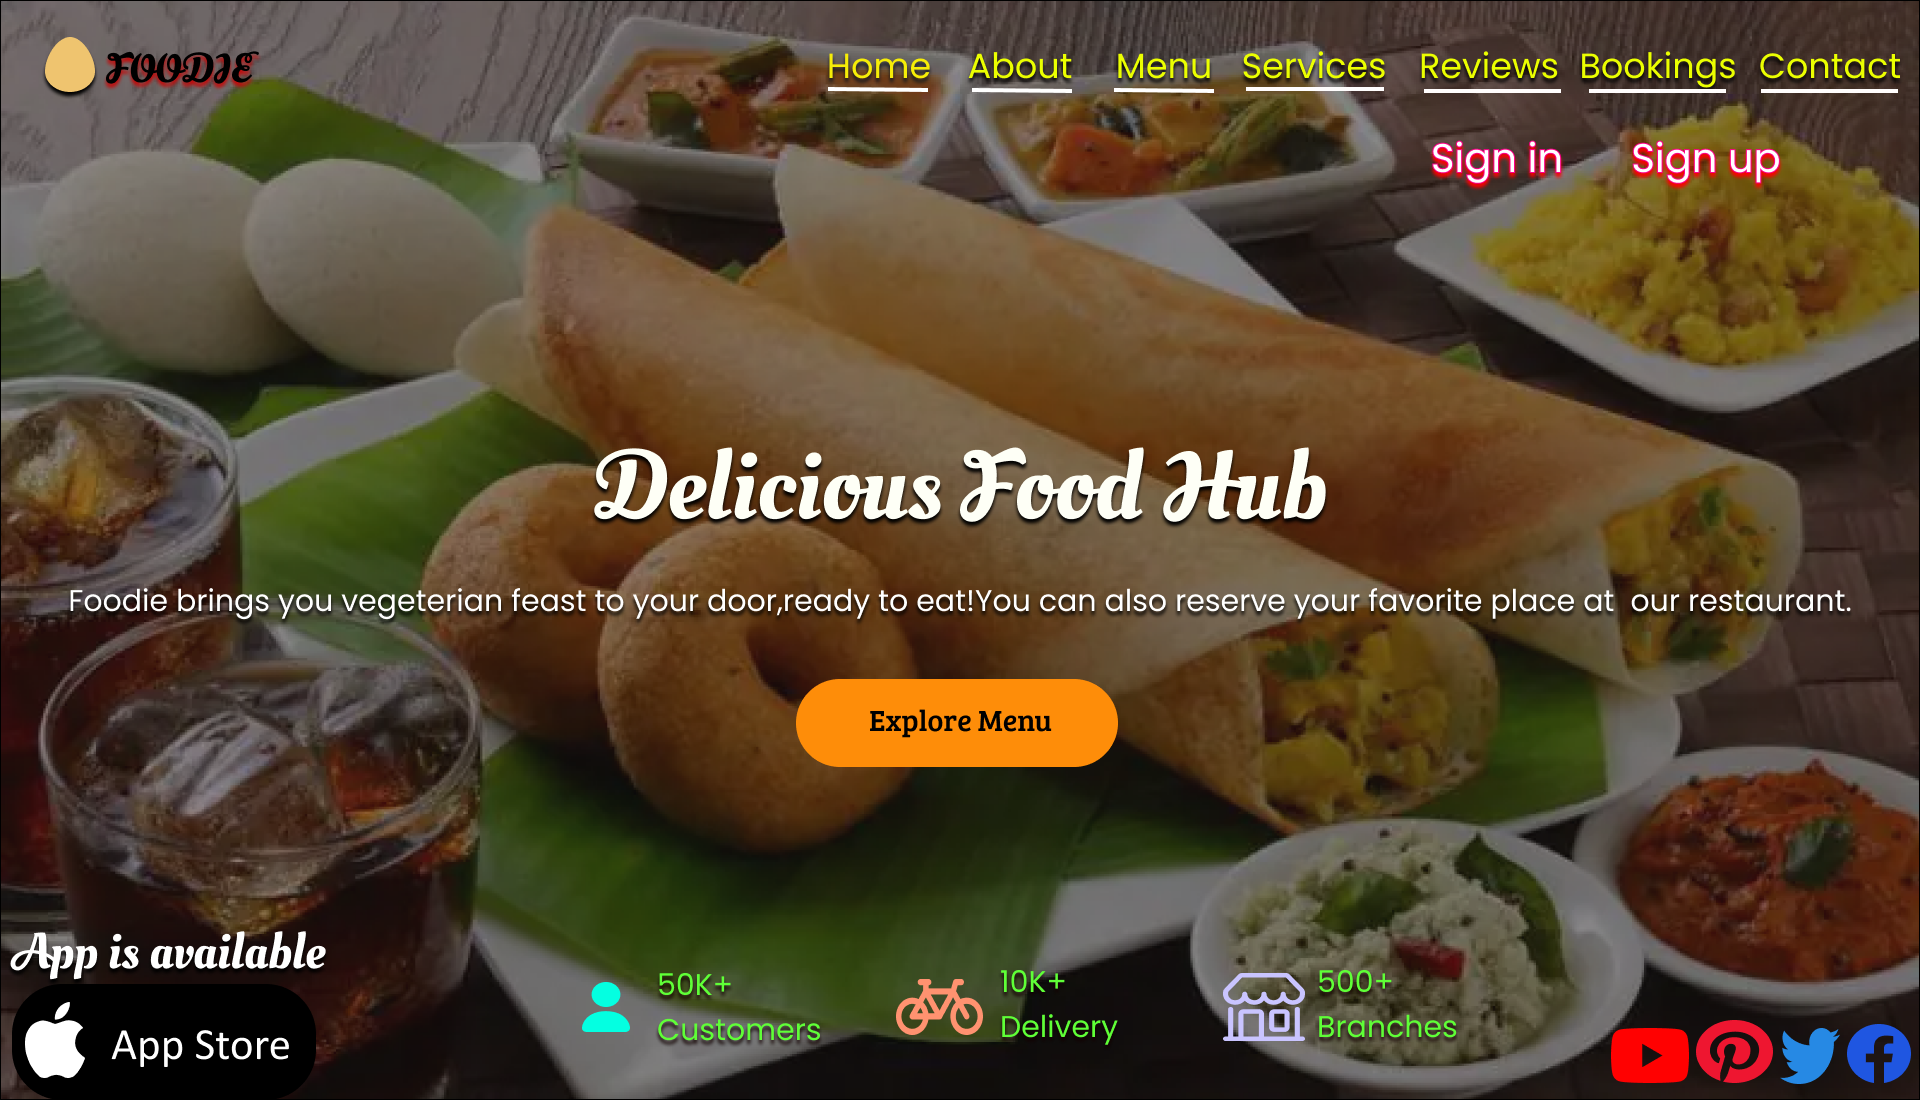 FOODIE
Home About Menu Services Reviews Bookings Contact
Sign in Sign up
Delicious Food Hub
Foodie brings you vegeterian feast to your door,ready to eat!You can also reserve your favorite place at  our restaurant.
Explore Menu
App is available
App Store
50K+
Customers
10K+
Delivery
500+
Branches